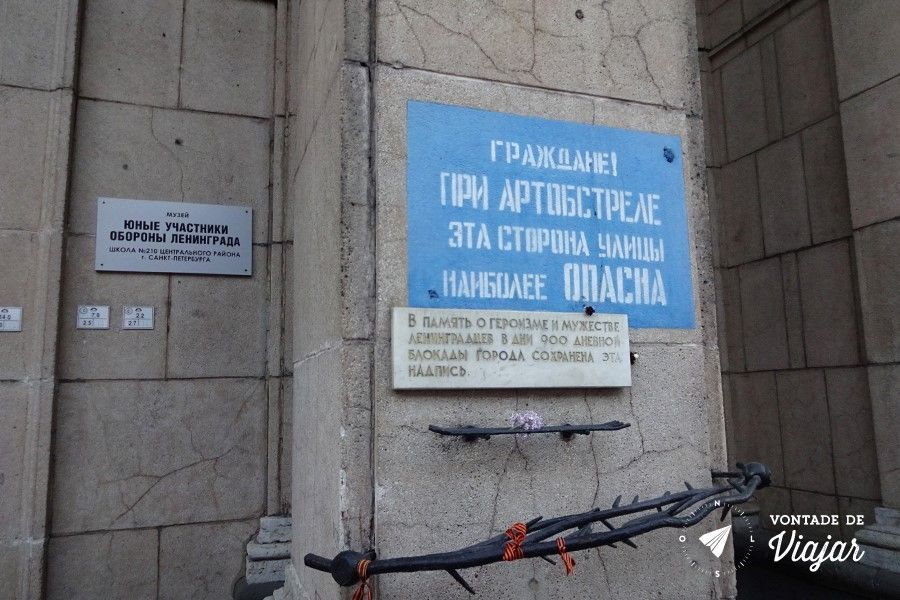 МУЗЕЙ
ЮНЫЕ УЧАСТНИКИ
ОБОРОНЫ ЛЕНИНГРАДА
ШКОЛА №210 ЦЕНТРАЛЬНОГО РАЙОНА
г. САНКТ-ПЕТЕРБУРГА
ГРАЖДАНЕ!
ПРИ АРТОБСТРЕЛЕ
ЭТА СТОРОНА УЛИЦЫ
НАИБОЛЕЕ ОПАСНА
В ПАМЯТЬ О ГЕРОИЗМЕ И МУЖЕСТВЕ
ЛЕНИНГРАДЦЕВ В ДНИ 900 ДНЕВНОЙ
БЛОКАДЫ ГОРОДА СОХРАНЕНА ЭТА
НАДПИСЬ.
N
O L
S
VONTADE DE
Viajar